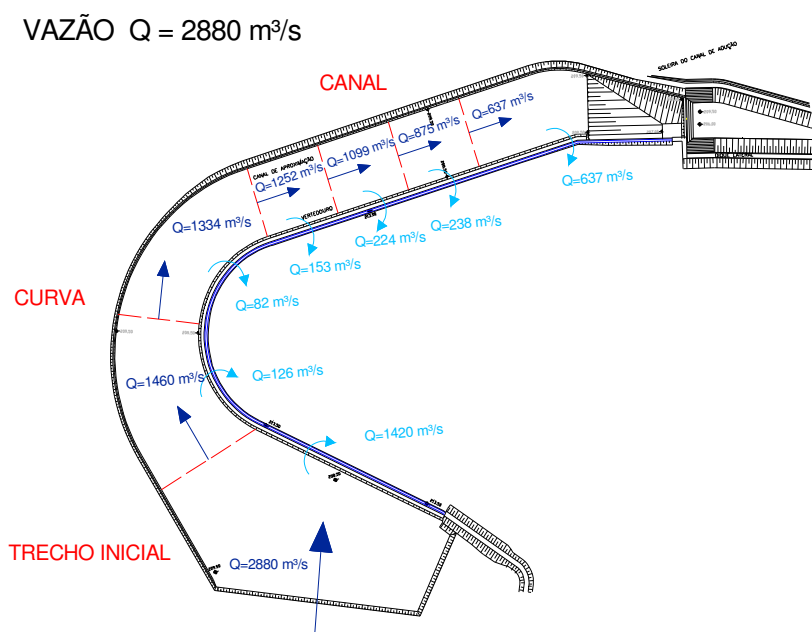 VAZÃO Q = 2880 m³/s
SOLEIRA DO CANAL DE ADUÇÃO
CANAL
Q=637 m³/s
Q=875 m³/s
Q=1099 m³/s
Q=1252 m³/s
CANAL DE APROXIMAÇÃO
VERTEDOURO
Q=637 m³/s
Q=238 m³/s
Q=224 m³/s
Q=153 m³/s
Q=1334 m³/s
Q=82 m³/s
CURVA
Q=1460 m³/s
Q=126 m³/s
Q=1420 m³/s
TRECHO INICIAL
Q=2880 m³/s